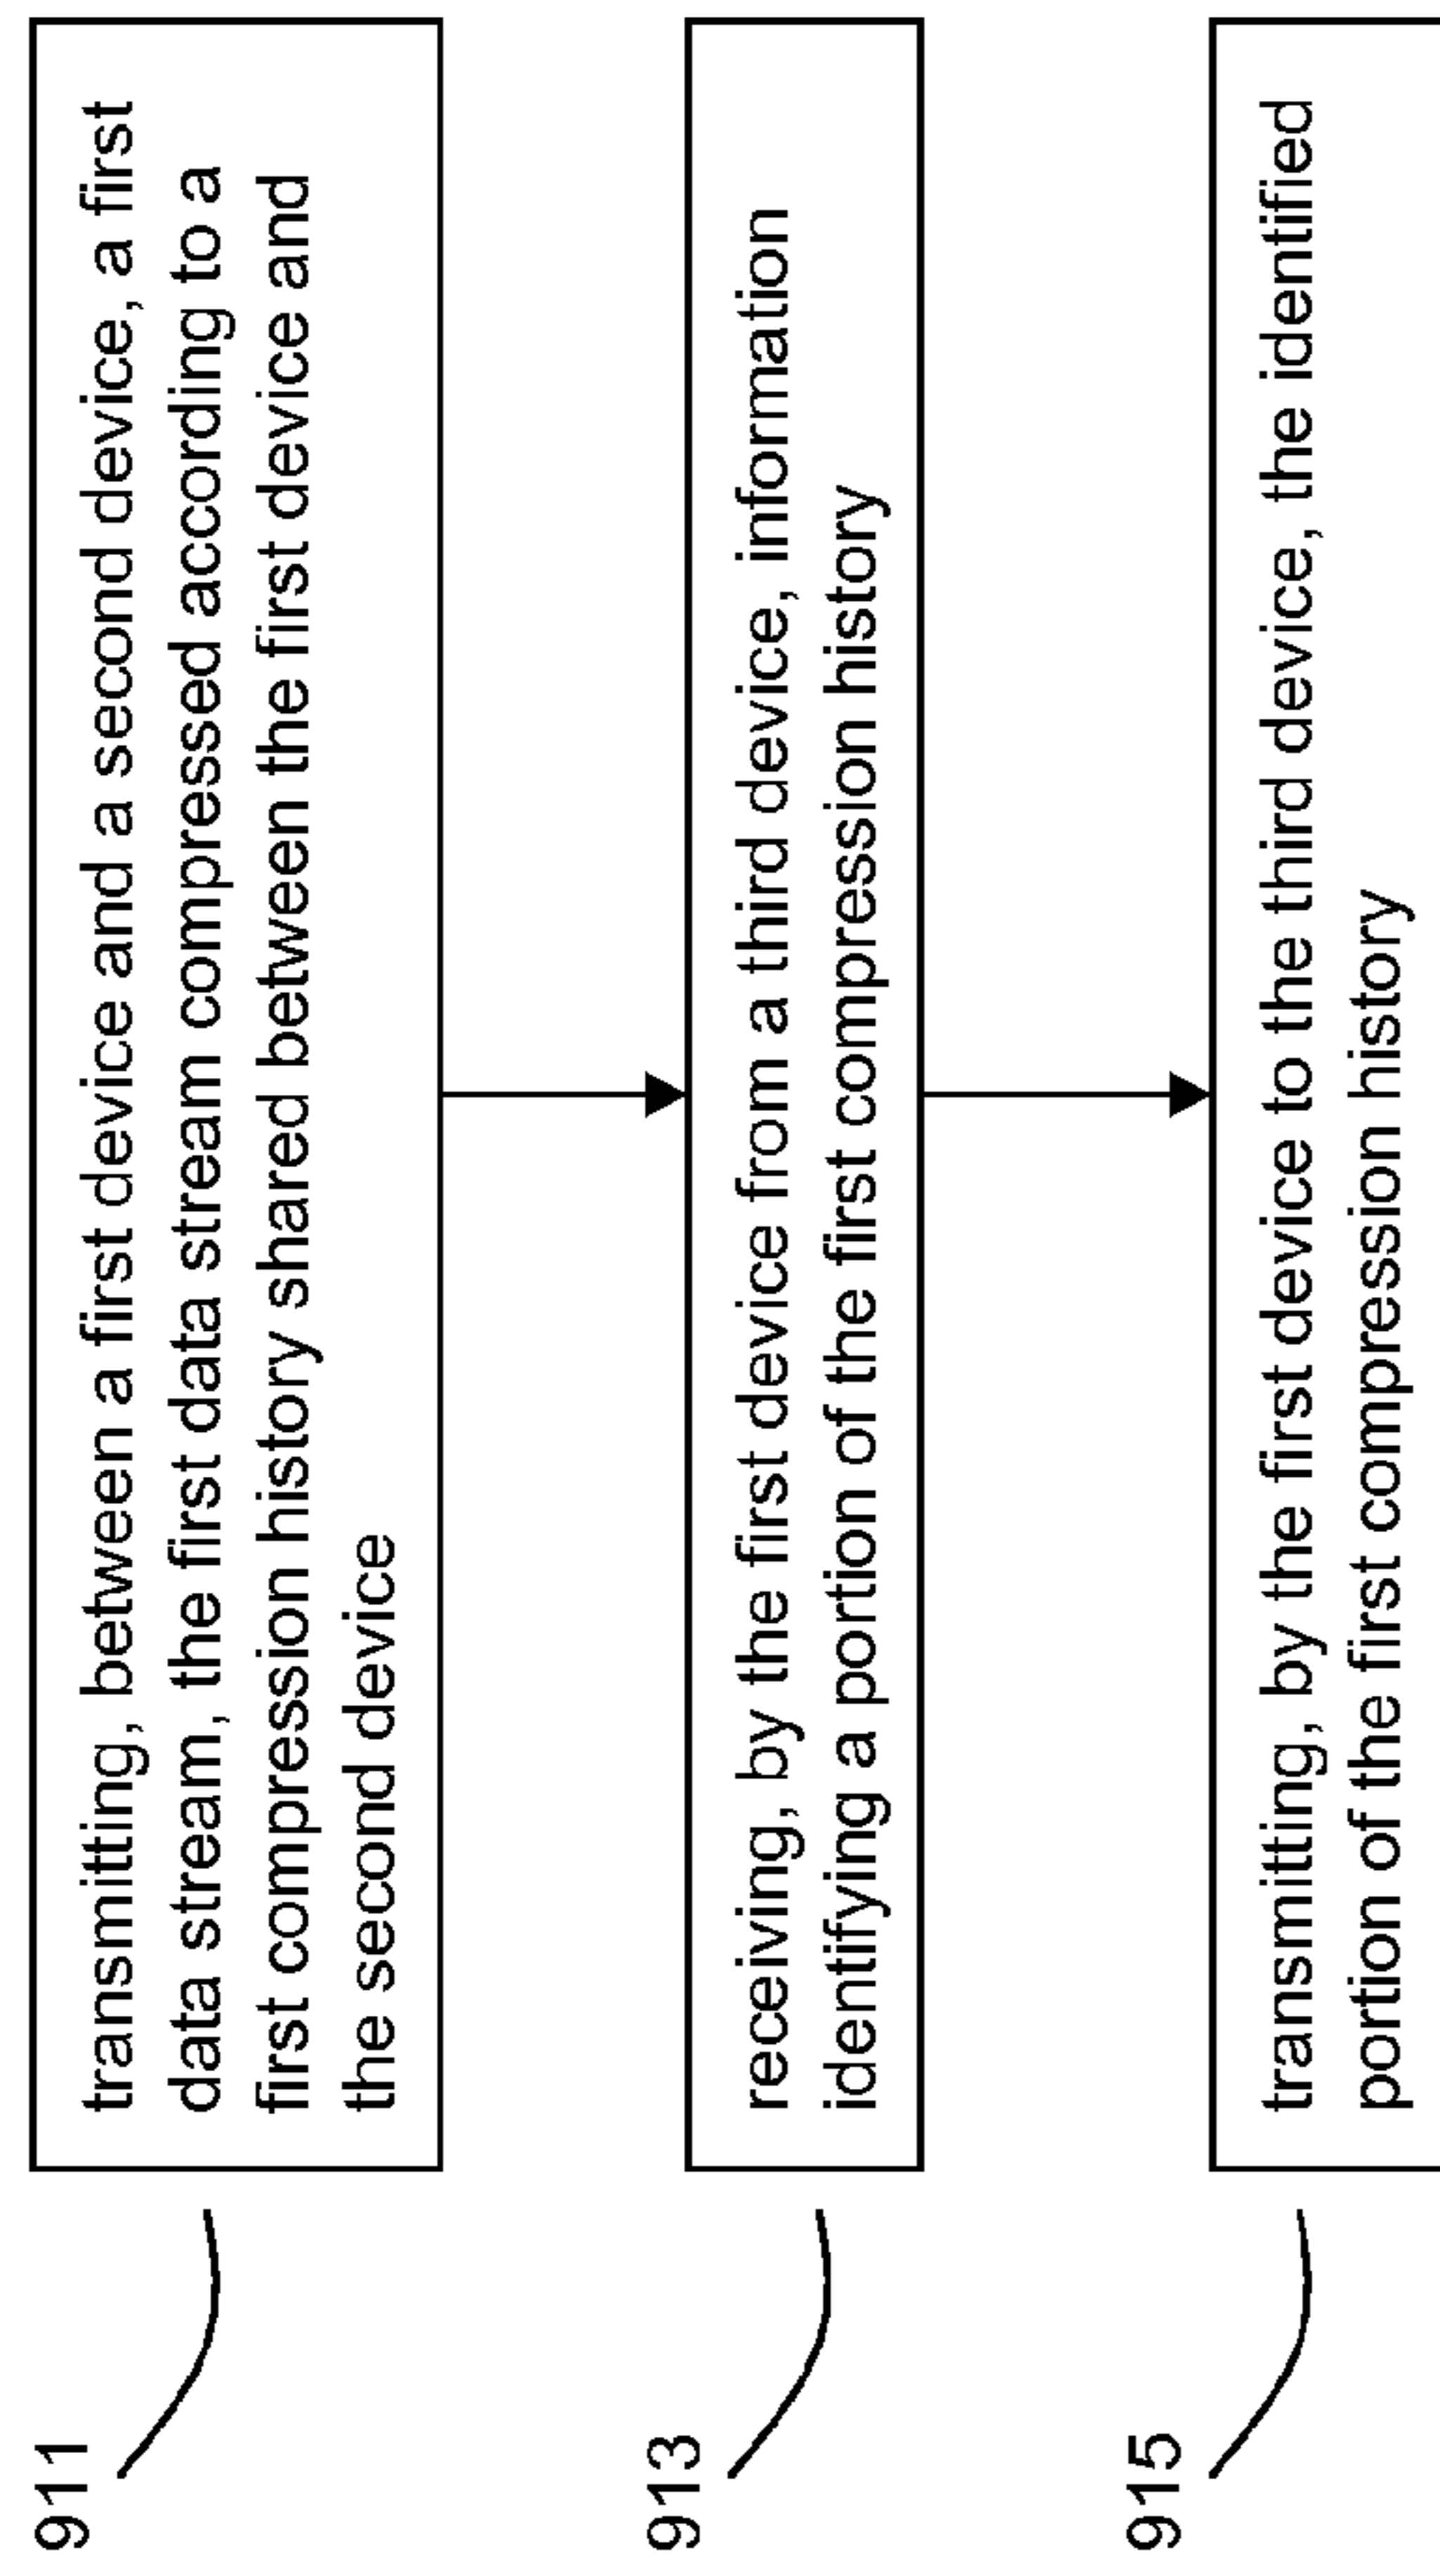 911
transmitting, between a first device and a second device, a first
data stream, the first data stream compressed according to a
first compression history shared between the first device and
the second device
913
receiving, by the first device from a third device, information
identifying a portion of the first compression history
915
transmitting, by the first device to the third device, the identified
portion of the first compression history